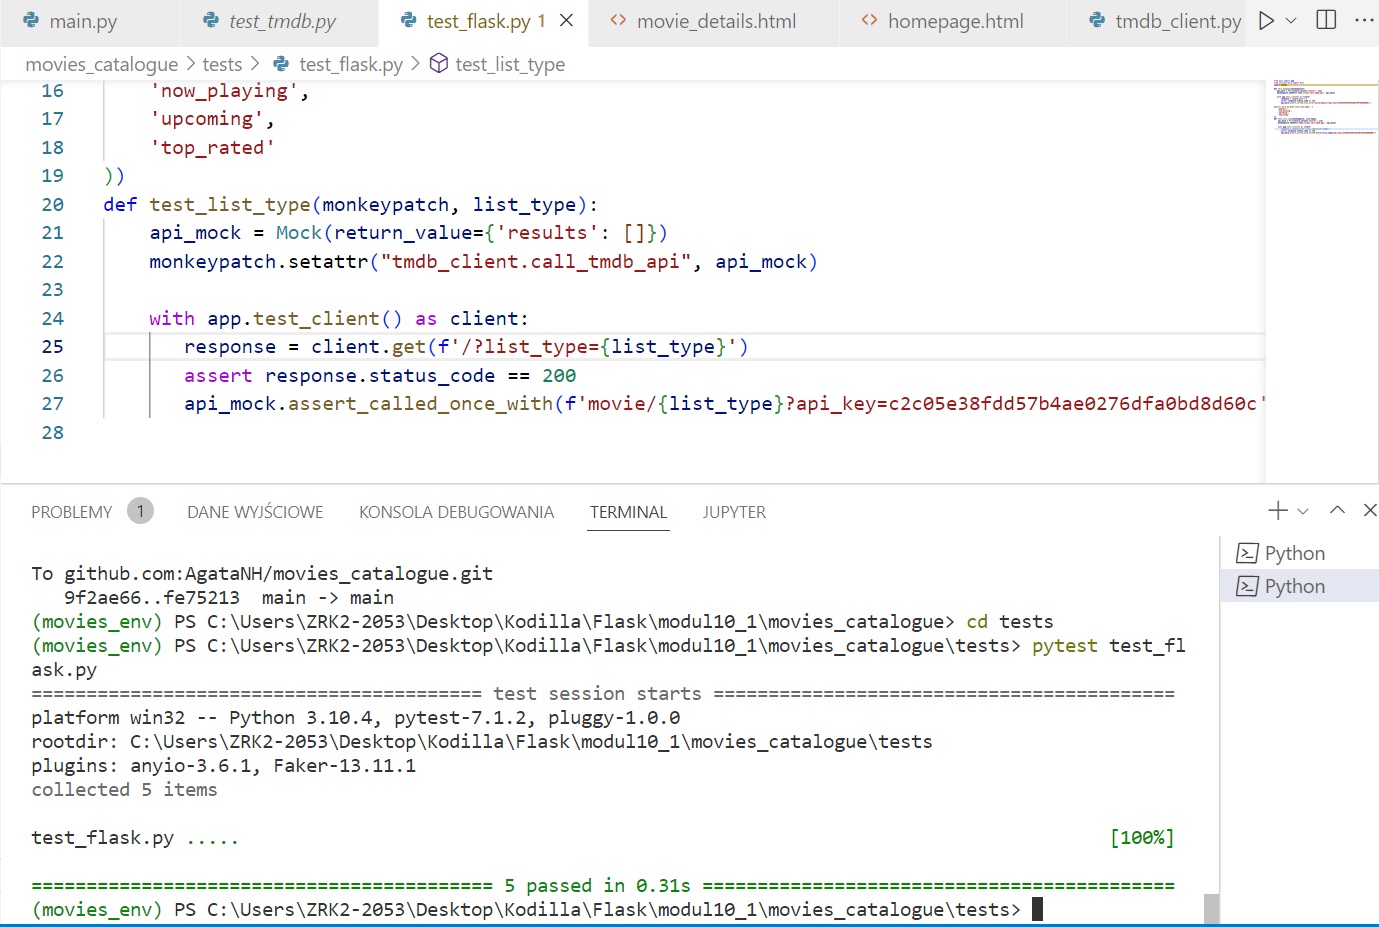 main.py test_tmdb.py test_flask.py 1 movie_details.html homepage.html tmdb_client.py
movies_catalogue > tests > test_flask.py > test_list_type
16 'now_playing',
17 'upcoming',
18 'top_rated'
19 ))
20 def test_list_type(monkeypatch, list_type):
21 api_mock = Mock(return_value={'results': []})
22 monkeypatch.setattr("tmdb_client.call_tmdb_api", api_mock)
23
24 with app.test_client() as client:
25 response = client.get(f'/?list_type={list_type}')
26 assert response.status_code == 200
27 api_mock.assert_called_once_with(f'movie/{list_type}?api_key=c2c05e38fdd57b4ae0276dfa0bd8d60c'
28
PROBLEMY 1 DANE WYJŚCIOWE KONSOLA DEBUGOWANIA TERMINAL JUPYTER
Python
Python
To github.com:AgataNH/movies_catalogue.git
9f2ae66..fe75213 main -> main
(movies_env) PS C:\Users\ZRK2-2053\Desktop\Kodilla\Flask\modul10_1\movies_catalogue> cd tests
(movies_env) PS C:\Users\ZRK2-2053\Desktop\Kodilla\Flask\modul10_1\movies_catalogue\tests> pytest test_fl
ask.py
========================================= test session starts ==========================================
platform win32 -- Python 3.10.4, pytest-7.1.2, pluggy-1.0.0
rootdir: C:\Users\ZRK2-2053\Desktop\Kodilla\Flask\modul10_1\movies_catalogue\tests
plugins: anyio-3.6.1, Faker-13.11.1
collected 5 items
test_flask.py ..... [100%]
========================================== 5 passed in 0.31s ===========================================
(movies_env) PS C:\Users\ZRK2-2053\Desktop\Kodilla\Flask\modul10_1\movies_catalogue\tests>